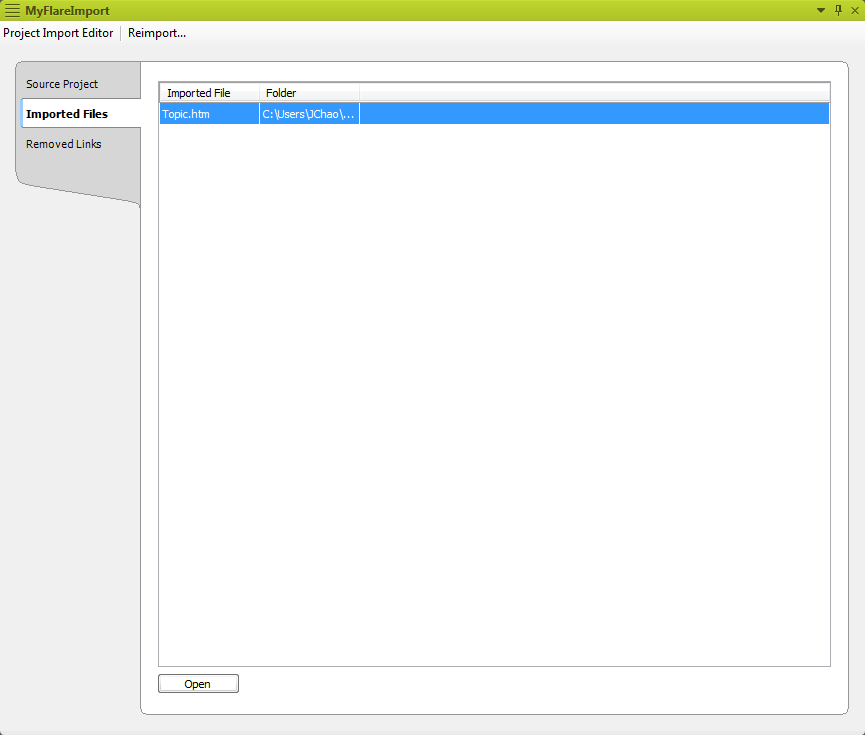 MyFlareImport
Project Import Editor Reimport...
Source Project
Imported Files
Removed Links
Imported File Folder
Topic.htm C:\Users\JChao\...
Open